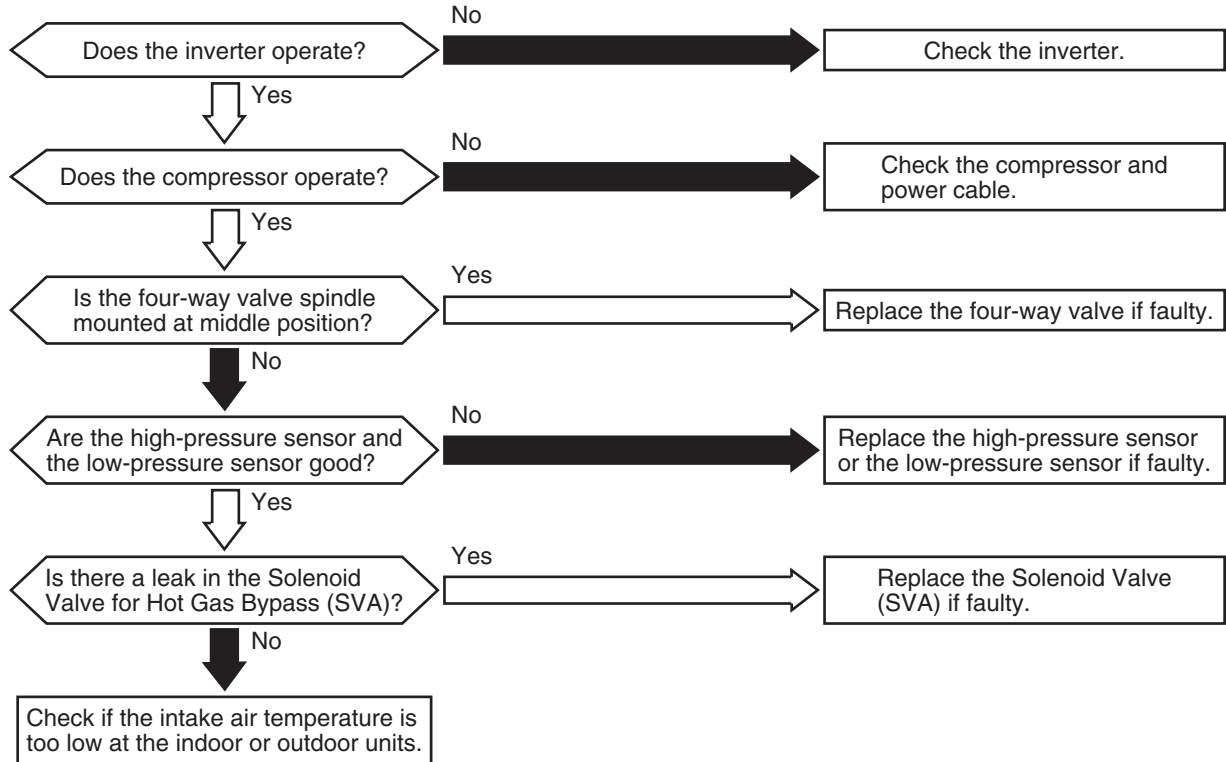 No
Does the inverter operate?
Check the inverter.
Yes
No
Does the compressor operate?
Check the compressor and
power cable.
Yes
Yes
Is the four-way valve spindle
mounted at middle position?
Replace the four-way valve if faulty.
No
No
Are the high-pressure sensor and
the low-pressure sensor good?
Replace the high-pressure sensor
or the low-pressure sensor if faulty.
Yes
Yes
Is there a leak in the Solenoid
Valve for Hot Gas Bypass (SVA)?
Replace the Solenoid Valve
(SVA) if faulty.
No
Check if the intake air temperature is
too low at the indoor or outdoor units.